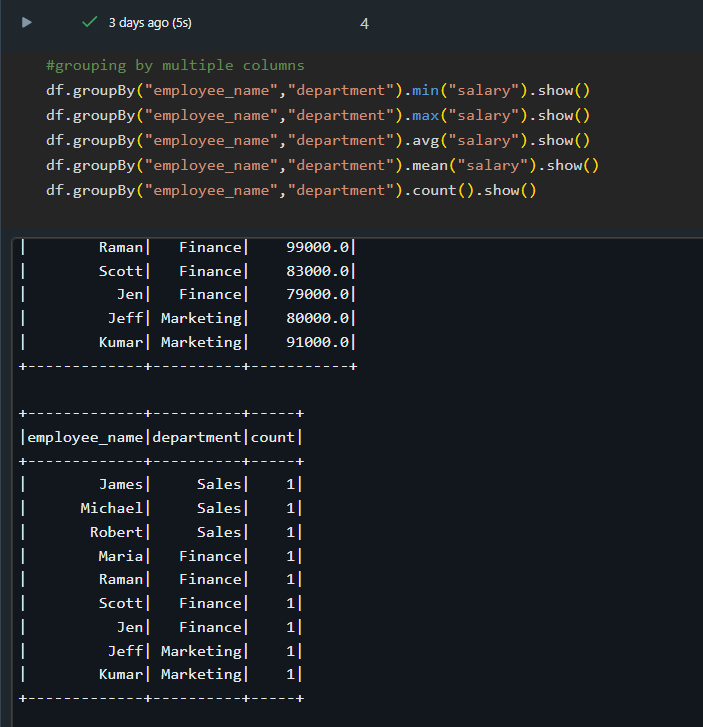 3 days ago (5s)    4
#grouping by multiple columns
df.groupBy("employee_name","department").min("salary").show()
df.groupBy("employee_name","department").max("salary").show()
df.groupBy("employee_name","department").avg("salary").show()
df.groupBy("employee_name","department").mean("salary").show()
df.groupBy("employee_name","department").count().show()
|        Raman|   Finance|    99000.0|
|        Scott|   Finance|    83000.0|
|          Jen|   Finance|    79000.0|
|         Jeff| Marketing|    80000.0|
|        Kumar| Marketing|    91000.0|
+-------------+----------+-----------+
+-------------+----------+-----+
|employee_name|department|count|
+-------------+----------+-----+
|        James|     Sales|    1|
|      Michael|     Sales|    1|
|       Robert|     Sales|    1|
|        Maria|   Finance|    1|
|        Raman|   Finance|    1|
|        Scott|   Finance|    1|
|          Jen|   Finance|    1|
|         Jeff| Marketing|    1|
|        Kumar| Marketing|    1|
+-------------+----------+-----+